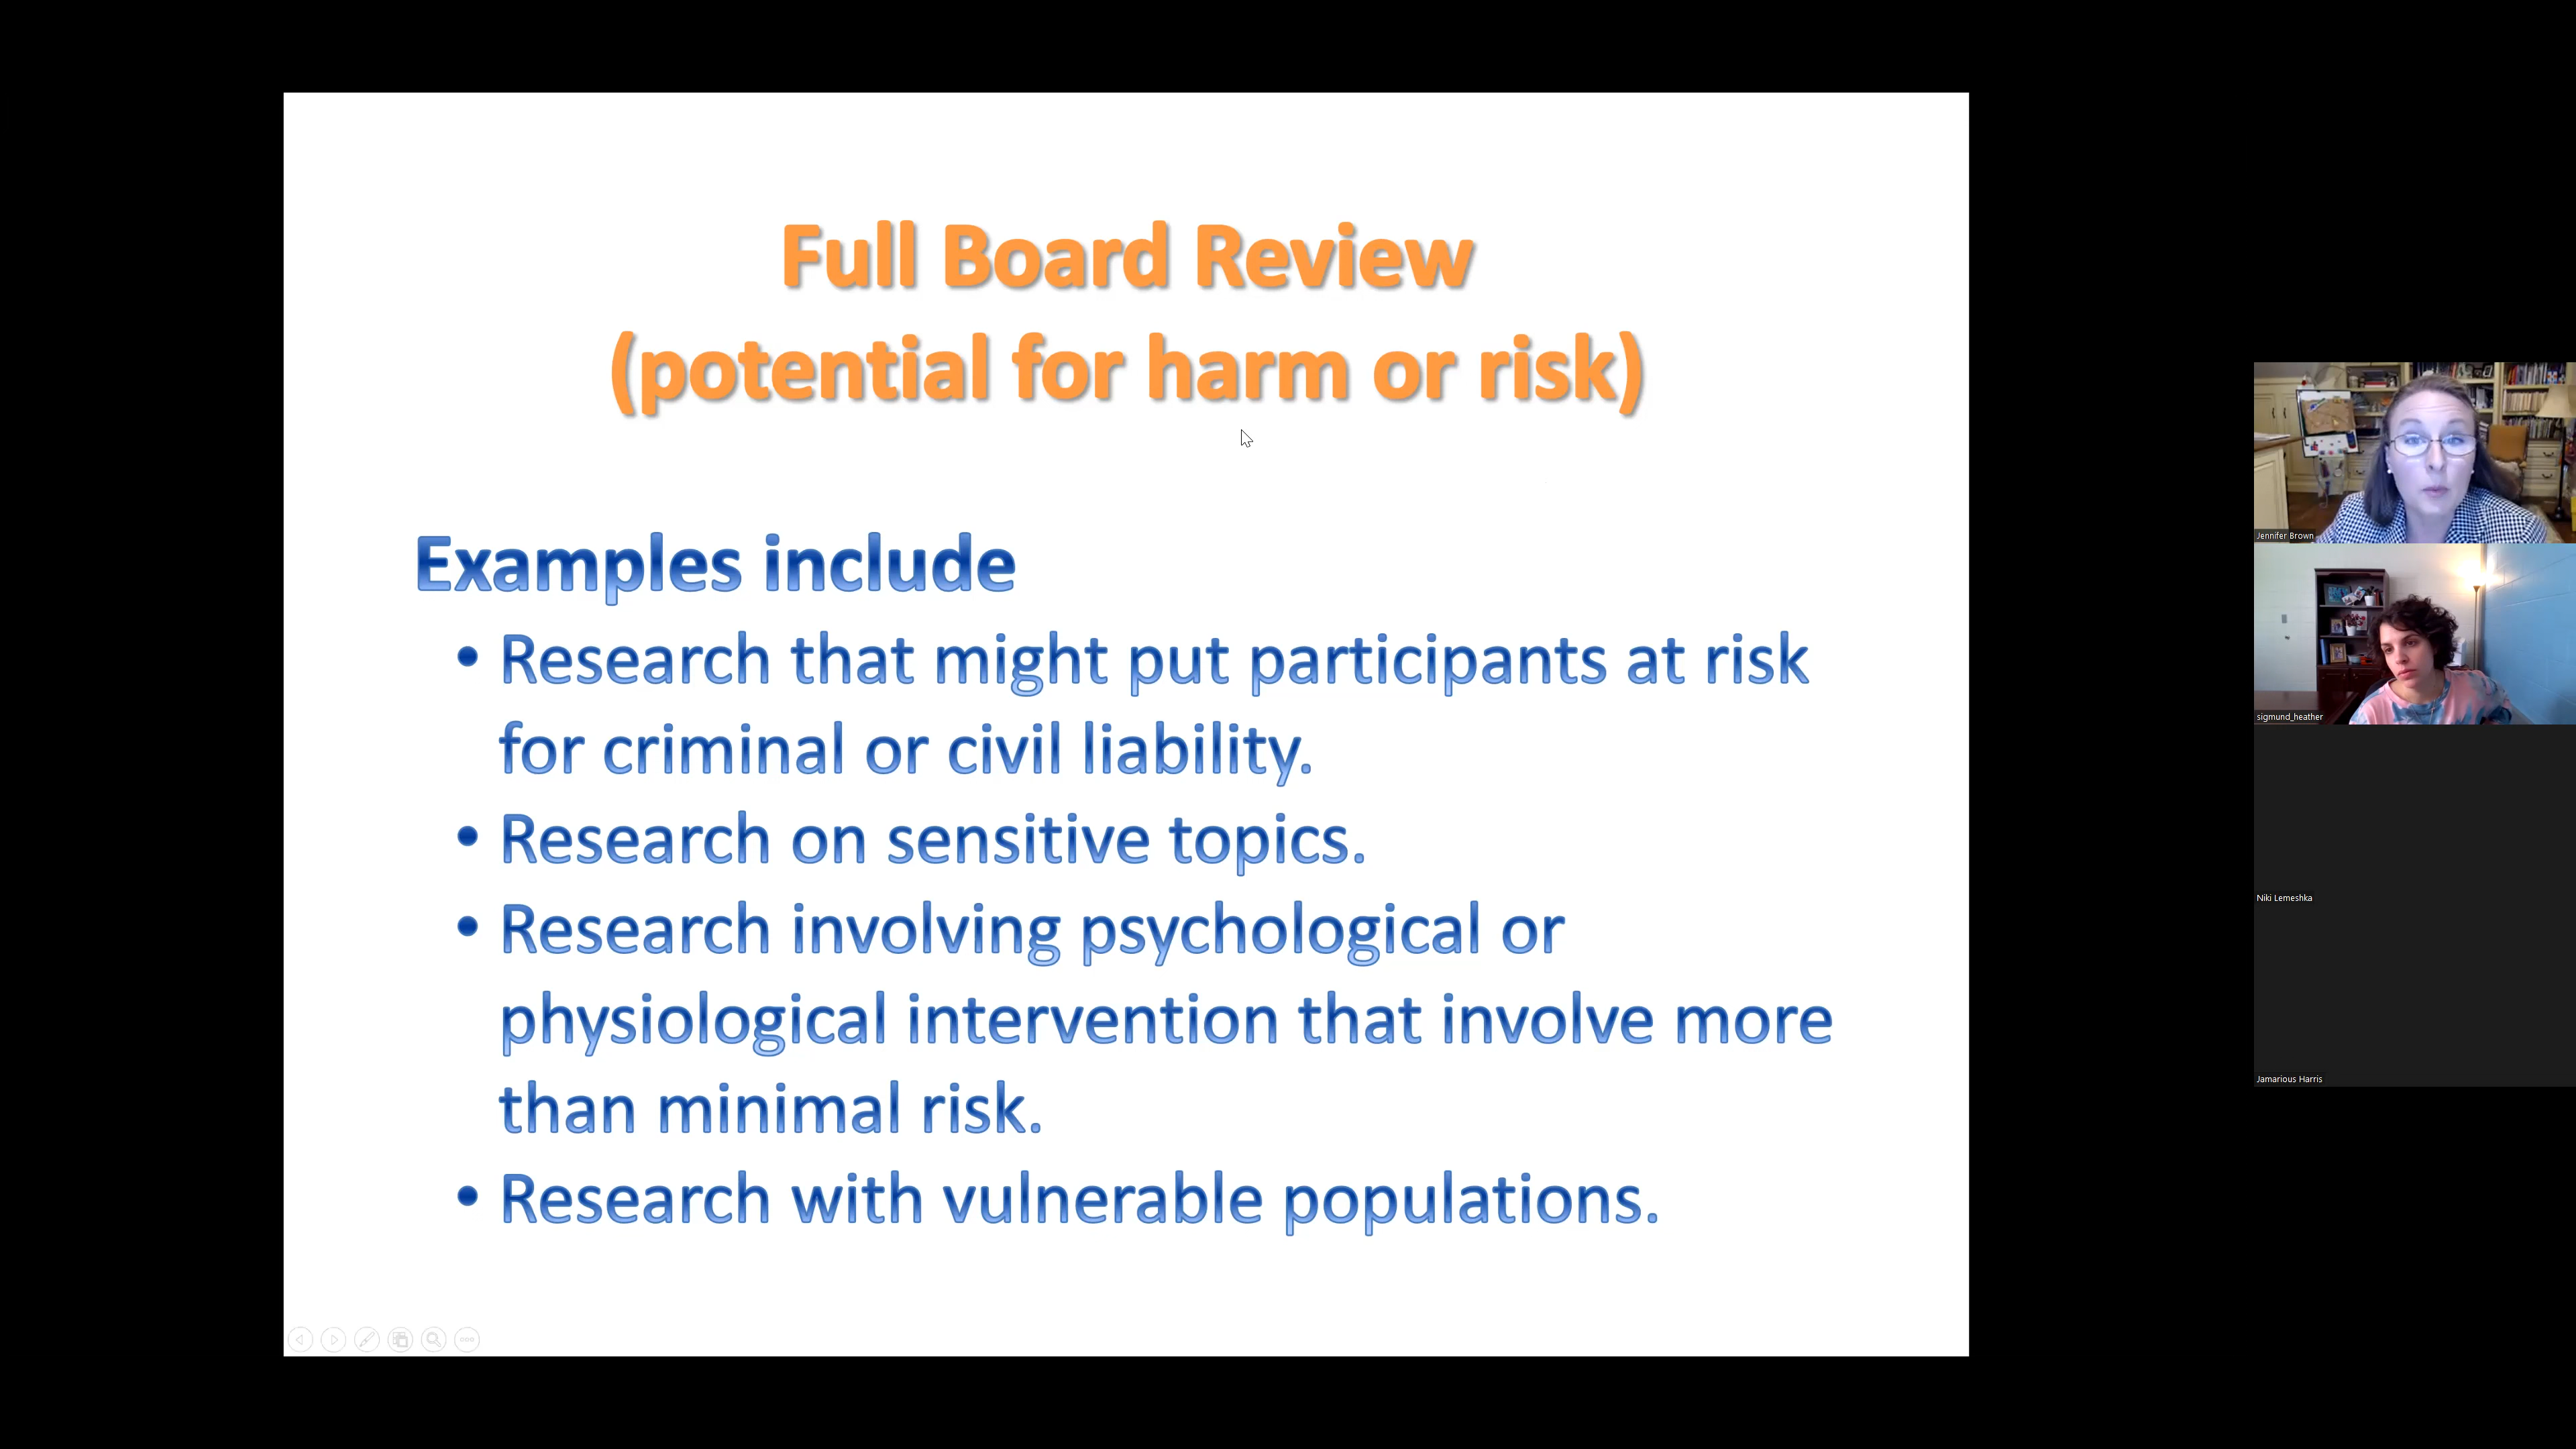 Full Board Review
(potential for harm or risk)
Examples include
• Research that might put participants at risk
for criminal or civil liability.
• Research on sensitive topics.
• Research involving psychological or
physiological intervention that involve more
than minimal risk.
• Research with vulnerable populations.
Jennifer Brown
sigmund_heather
Niki Lemeshka
Jamarious Harris